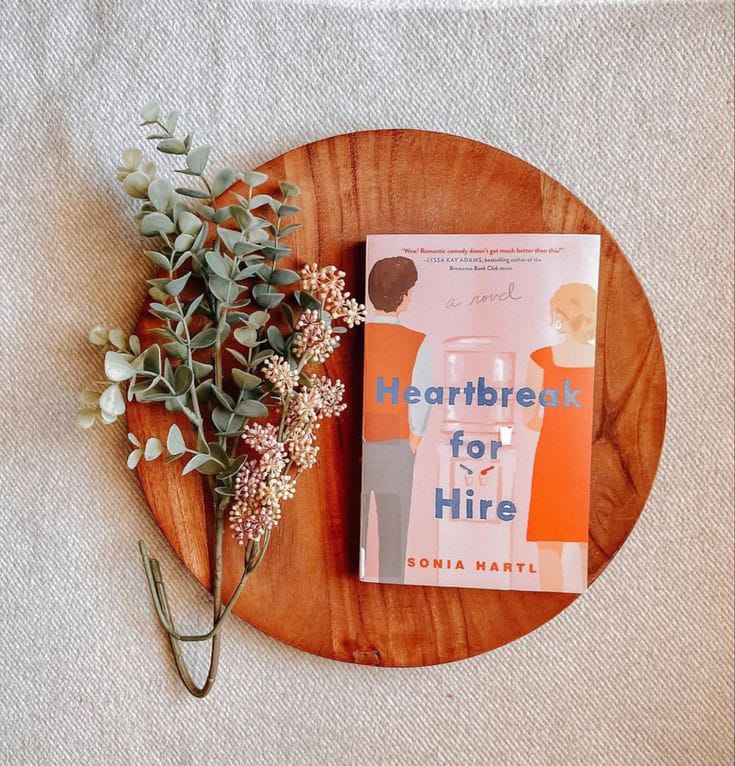 "Wow! Romantic comedy doesn't get much better than this!"
—LYSSA KAY ADAMS, bestselling author of the
Bromance Book Club series
a novel
Heartbreak
for
Hire
SONIA HARTL